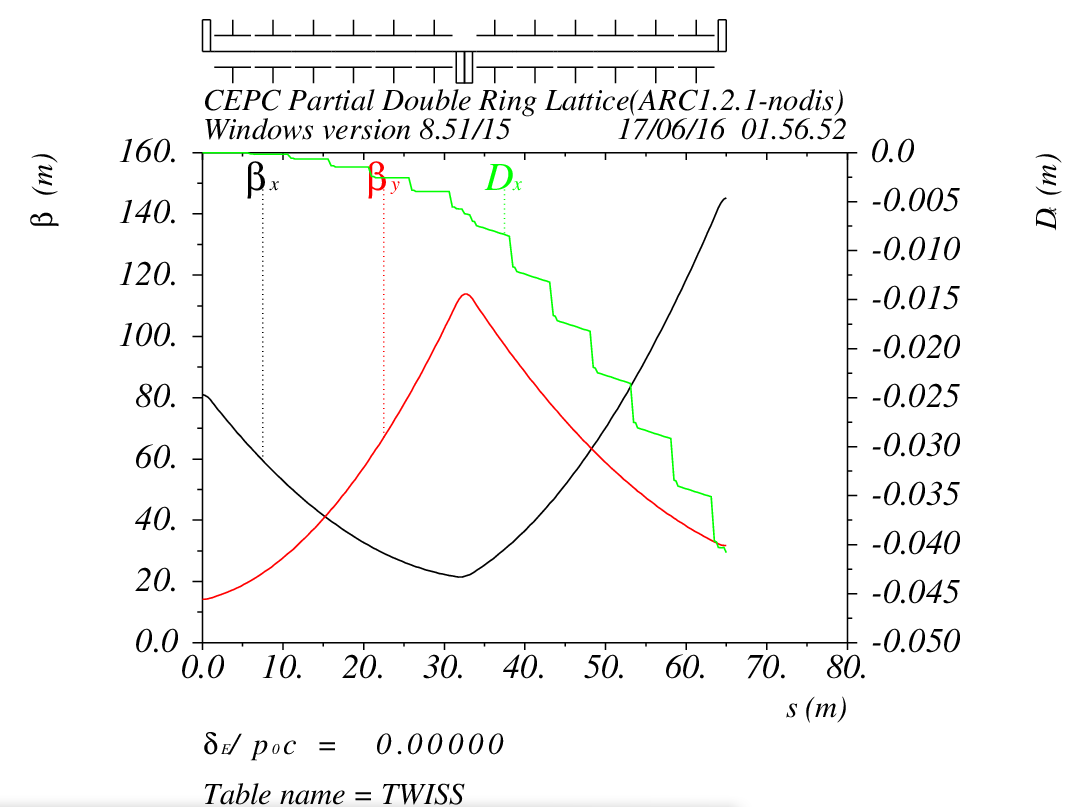 CEPC Partial Double Ring Lattice(ARC1.2.1-nodis)
Windows version 8.51/15 17/06/16 01.56.52
β (m)
160.
140.
120.
100.
80.
60.
40.
20.
0.0
βx
βy
Dx
0.0
-0.005
-0.010
-0.015
-0.020
-0.025
-0.030
-0.035
-0.040
-0.045
-0.050
Dx (m)
0.0 10. 20. 30. 40. 50. 60. 70. 80.
s (m)
δE/ p0c = 0.00000
Table name = TWISS